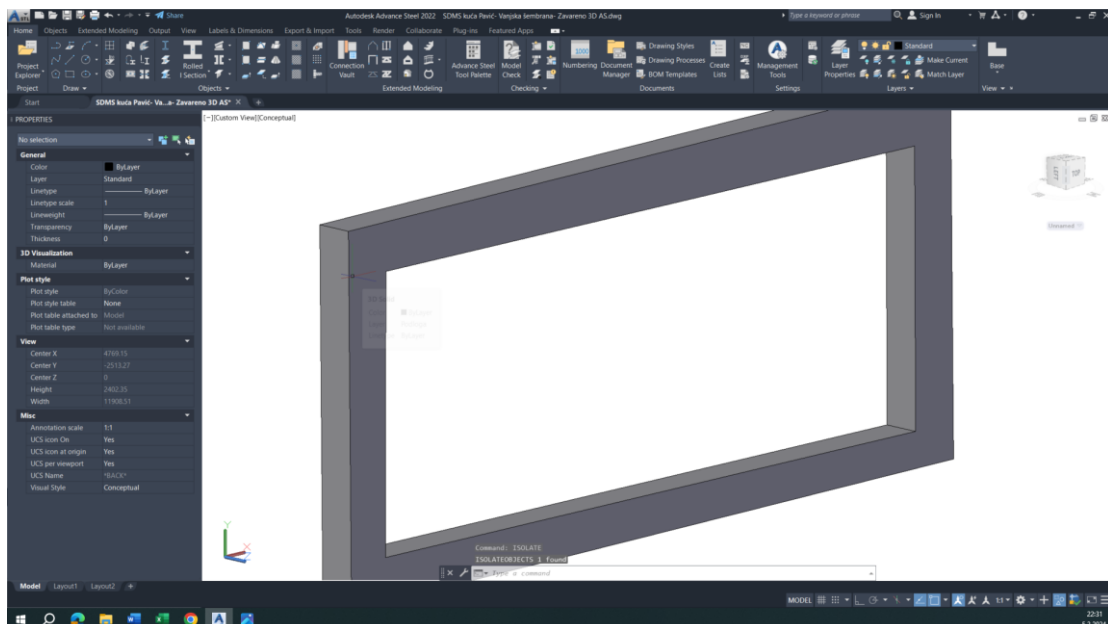 Share
Autodesk Advance Steel 2022 SDMS kuća Pavić- Vanjska šembrana- Zavareno 3D AS.dwg
Type a keyword or phrase
Sign In
Home Objects Extended Modeling Output View Labels & Dimensions Export & Import Tools Render Collaborate Plug-ins Featured Apps
Project Explorer
Rolled I Section
Connection Vault
Advance Steel Tool Palette
Model Check
Numbering
Document Manager
Drawing Styles
Drawing Processes
BOM Templates
Create Lists
Management Tools
Layer Properties
Standard
Make Current
Match Layer
Base
Project Draw Objects Extended Modeling Checking Documents Settings Layers View
Start SDMS kuća Pavić- Va...a- Zavareno 3D AS*
PROPERTIES
[−][Custom View][Conceptual]
No selection
General
Color ByLayer
Layer Standard
Linetype ByLayer
Linetype scale 1
Lineweight ByLayer
Transparency ByLayer
Thickness 0
3D Visualization
Material ByLayer
Plot style
Plot style ByColor
Plot style table None
Plot table attached to Model
Plot table type Not available
View
Center X 4769.15
Center Y -2513.27
Center Z 0
Height 2402.35
Width 11908.51
Misc
Annotation scale 1:1
UCS icon On Yes
UCS icon at origin Yes
UCS per viewport Yes
UCS Name *BACK*
Visual Style Conceptual
LEFT
TOP
Unnamed
3D Solid
Y
X
Z
Command: ISOLATE
ISOLATEOBJECTS 1 found
Type a command
Model Layout1 Layout2
MODEL
1:1
22:31